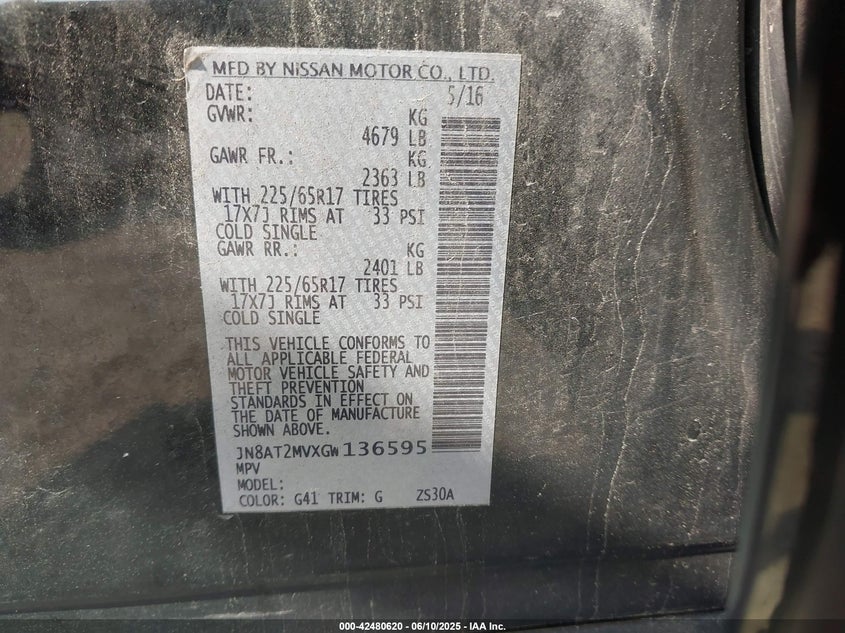 MFD BY NISSAN MOTOR CO., LTD.
DATE: 5/16
GVWR: KG
4679 LB
GAWR FR.: KG
2363 LB
WITH 225/65R17 TIRES
17X7J RIMS AT 33 PSI
COLD SINGLE
GAWR RR.: KG
2401 LB
WITH 225/65R17 TIRES
17X7J RIMS AT 33 PSI
COLD SINGLE
THIS VEHICLE CONFORMS TO
ALL APPLICABLE FEDERAL
MOTOR VEHICLE SAFETY AND
THEFT PREVENTION
STANDARDS IN EFFECT ON
THE DATE OF MANUFACTURE
SHOWN ABOVE.
JN8AT2MVXGW136595
MPV
MODEL:
COLOR: G41 TRIM: G ZS30A
000-42480620 - 06/10/2025 - IAA Inc.